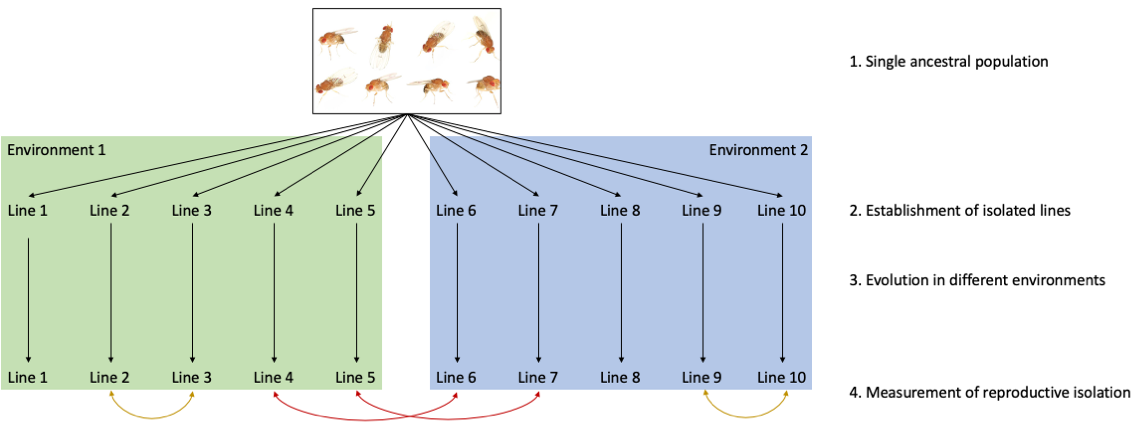 1. Single ancestral population
Environment 1
Environment 2
Line 1 Line 2 Line 3 Line 4 Line 5 Line 6 Line 7 Line 8 Line 9 Line 10
2. Establishment of isolated lines
3. Evolution in different environments
Line 1 Line 2 Line 3 Line 4 Line 5 Line 6 Line 7 Line 8 Line 9 Line 10
4. Measurement of reproductive isolation